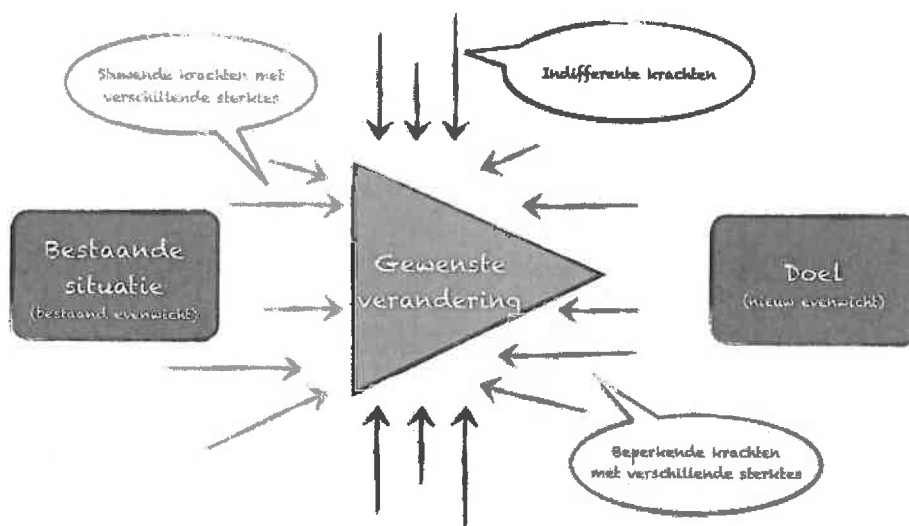 Stuwende krachten met
verschillende sterktes
Indifferente krachten
Bestaande
situatie
(bestaand evenwicht)
Gewenste
verandering
Doel
(nieuw evenwicht)
Beperkende krachten
met verschillende sterktes